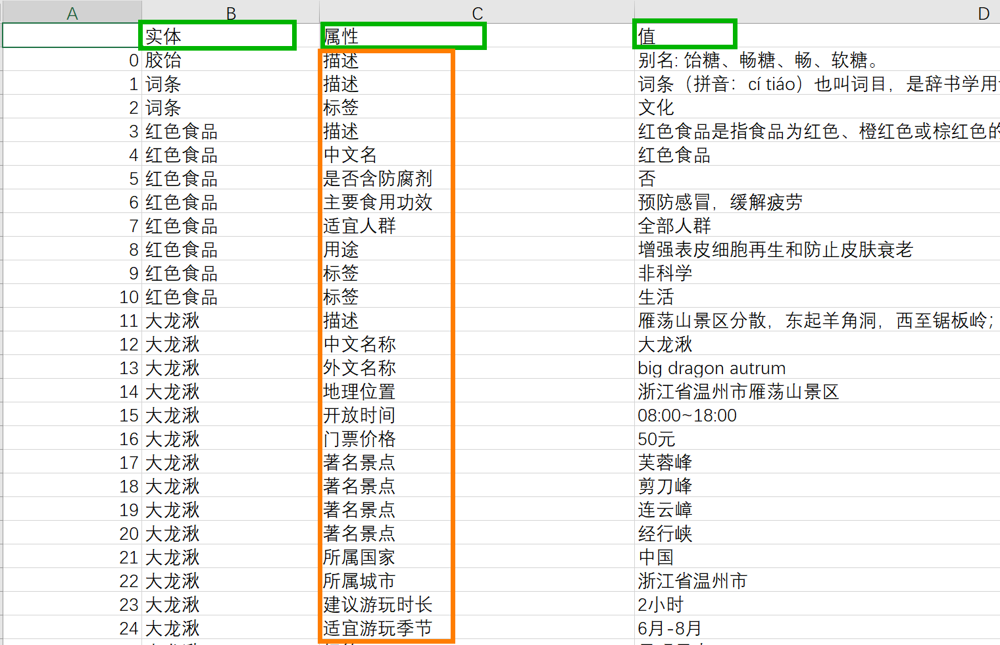 A B C D
实体 属性 值
0 胶饴 描述 别名: 饴糖、畅糖、畅、软糖。
1 词条 描述 词条（拼音：cí tiáo）也叫词目，是辞书学用
2 词条 标签 文化
3 红色食品 描述 红色食品是指食品为红色、橙红色或棕红色的
4 红色食品 中文名 红色食品
5 红色食品 是否含防腐剂 否
6 红色食品 主要食用功效 预防感冒，缓解疲劳
7 红色食品 适宜人群 全部人群
8 红色食品 用途 增强表皮细胞再生和防止皮肤衰老
9 红色食品 标签 非科学
10 红色食品 标签 生活
11 大龙湫 描述 雁荡山景区分散，东起羊角洞，西至锯板岭；
12 大龙湫 中文名称 大龙湫
13 大龙湫 外文名称 big dragon autrum
14 大龙湫 地理位置 浙江省温州市雁荡山景区
15 大龙湫 开放时间 08:00~18:00
16 大龙湫 门票价格 50元
17 大龙湫 著名景点 芙蓉峰
18 大龙湫 著名景点 剪刀峰
19 大龙湫 著名景点 连云嶂
20 大龙湫 著名景点 经行峡
21 大龙湫 所属国家 中国
22 大龙湫 所属城市 浙江省温州市
23 大龙湫 建议游玩时长 2小时
24 大龙湫 适宜游玩季节 6月-8月